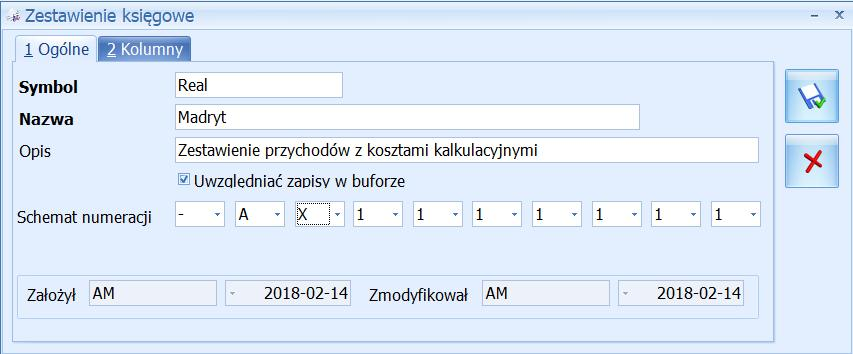 Zestawienie księgowe
1 Ogólne 2 Kolumny
Symbol Real
Nazwa Madryt
Opis Zestawienie przychodów z kosztami kalkulacyjnymi
Uwzględniać zapisy w buforze
Schemat numeracji - A X 1 1 1 1 1 1 1
Założył AM - 2018-02-14 Zmodyfikował AM - 2018-02-14